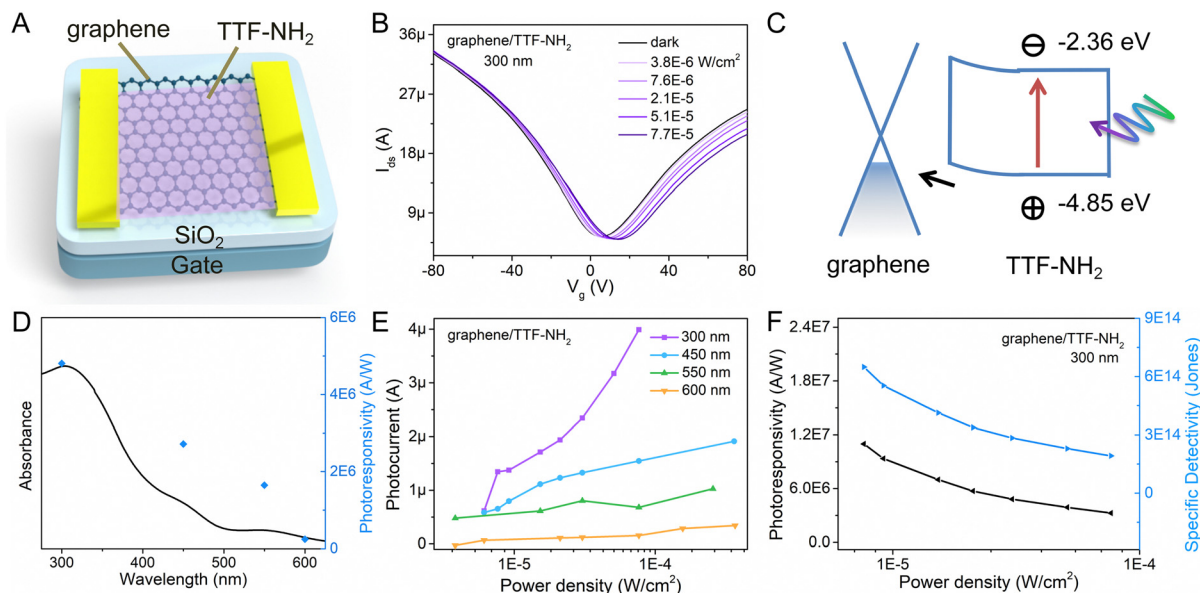 A
graphene
TTF-NH₂
SiO₂
Gate
B
graphene/TTF-NH₂
300 nm
dark
3.8E-6 W/cm²
7.6E-6
2.1E-5
5.1E-5
7.7E-5
36μ
27μ
18μ
9μ
I_ds (A)
-80 -40 0 40 80
V_g (V)
C
⊖ -2.36 eV
⊕ -4.85 eV
graphene
TTF-NH₂
D
Absorbance
6E6
4E6
2E6
0
Photoresponsivity (A/W)
300 400 500 600
Wavelength (nm)
E
graphene/TTF-NH₂
300 nm
450 nm
550 nm
600 nm
4μ
3μ
2μ
1μ
0
Photocurrent (A)
1E-5 1E-4
Power density (W/cm²)
F
graphene/TTF-NH₂
300 nm
2.4E7
1.8E7
1.2E7
6.0E6
0.0
Photoresponsivity (A/W)
9E14
6E14
3E14
0
Specific Detectivity (Jones)
1E-5 1E-4
Power density (W/cm²)